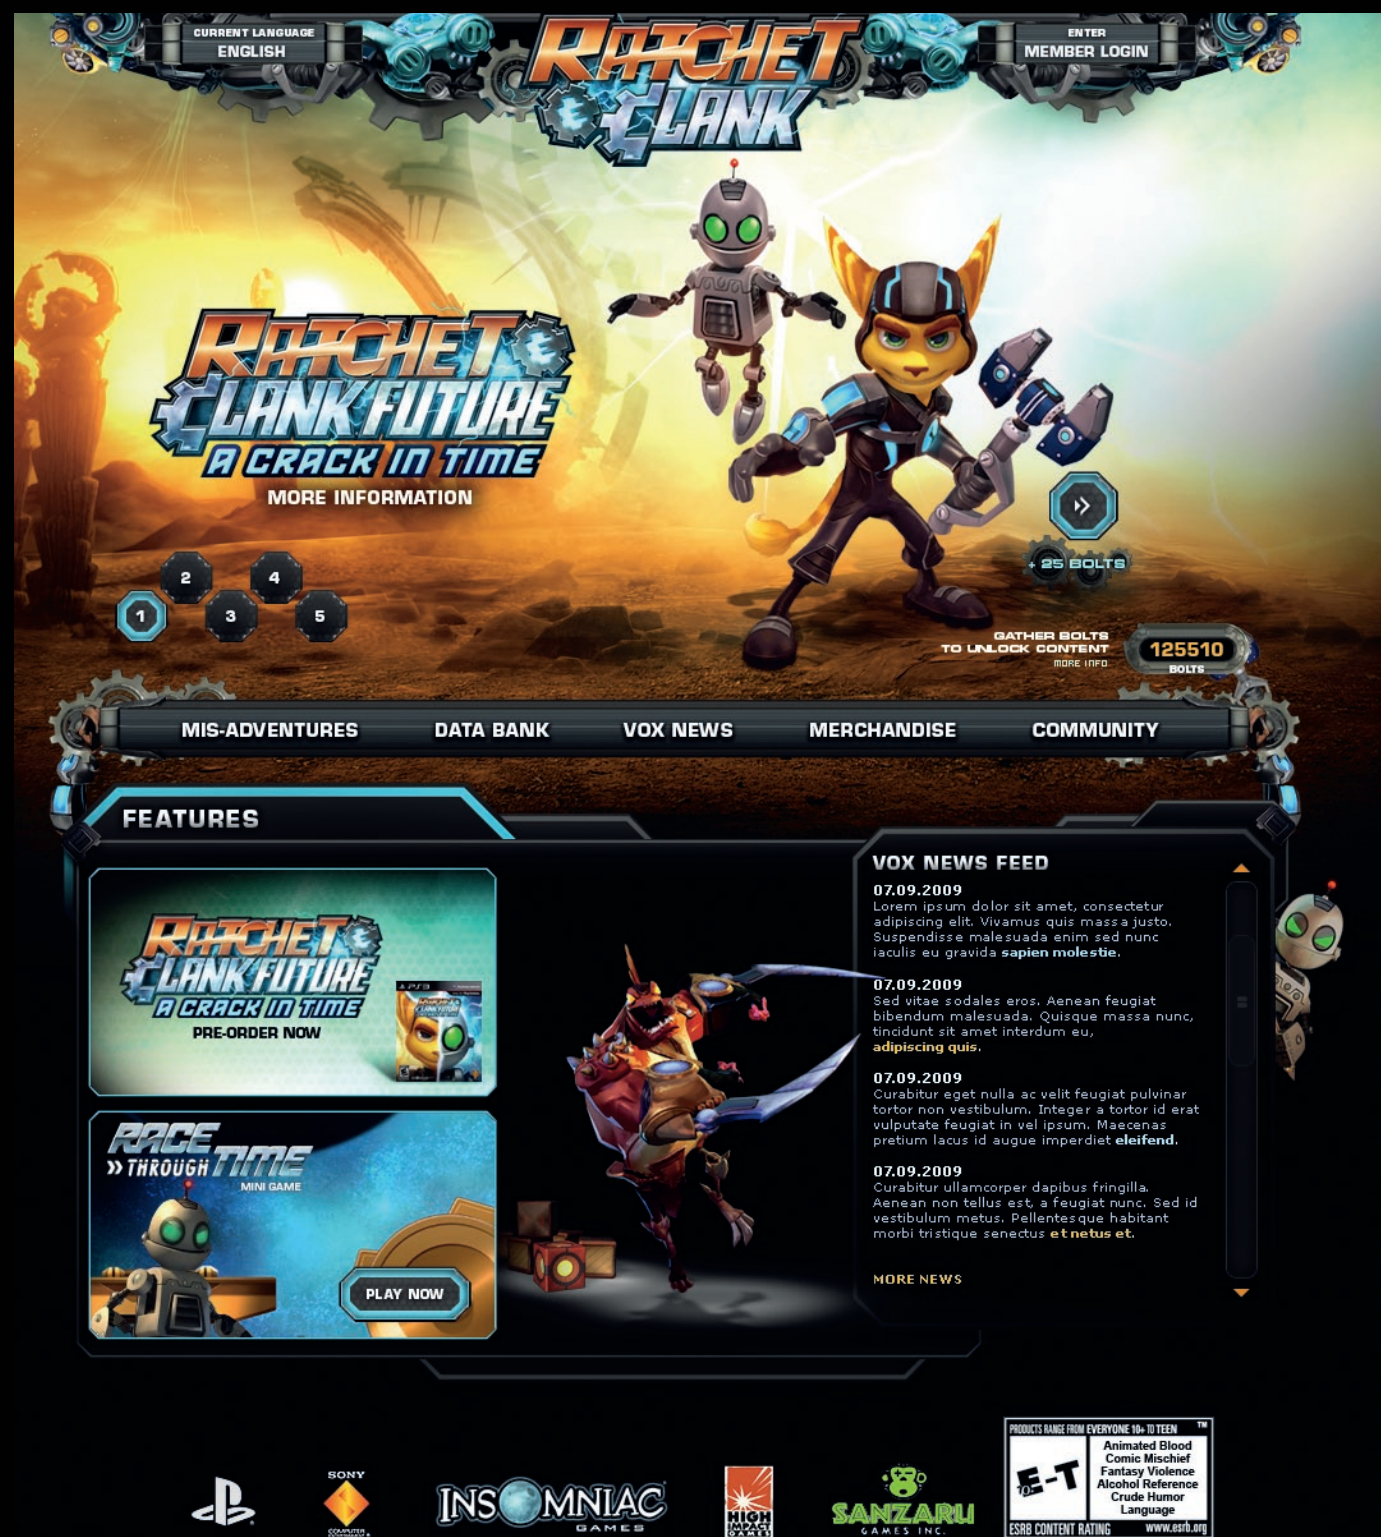 CURRENT LANGUAGE
ENGLISH
RATCHET
& CLANK
ENTER
MEMBER LOGIN
RATCHET &
CLANK FUTURE
A CRACK IN TIME
MORE INFORMATION
+ 25 BOLTS
2
4
1
3
5
GATHER BOLTS
TO UNLOCK CONTENT
MORE INFO
125510
BOLTS
MIS-ADVENTURES
DATA BANK
VOX NEWS
MERCHANDISE
COMMUNITY
FEATURES
RATCHET &
CLANK FUTURE
A CRACK IN TIME
PRE-ORDER NOW
PS3
RACE
» THROUGH TIME
MINI GAME
PLAY NOW
VOX NEWS FEED
07.09.2009
Lorem ipsum dolor sit amet, consectetur
adipiscing elit. Vivamus quis massa justo.
Suspendisse malesuada enim sed nunc
iaculis eu gravida sapien molestie.
07.09.2009
Sed vitae sodales eros. Aenean feugiat
bibendum malesuada. Quisque massa nunc,
tincidunt sit amet interdum eu,
adipiscing quis.
07.09.2009
Curabitur eget nulla ac velit feugiat pulvinar
tortor non vestibulum. Integer a tortor id erat
vulputate feugiat in vel ipsum. Maecenas
pretium lacus id augue imperdiet eleifend.
07.09.2009
Curabitur ullamcorper dapibus fringilla.
Aenean non tellus est, a feugiat nunc. Sed id
vestibulum metus. Pellentesque habitant
morbi tristique senectus et netus et.
MORE NEWS
SONY
COMPUTER
INSOMNIAC
GAMES
HIGH
IMPACT
GAMES
SANZARU
GAMES INC.
PRODUCTS RANGE FROM EVERYONE 10+ TO TEEN ™
E-T
10+
Animated Blood
Comic Mischief
Fantasy Violence
Alcohol Reference
Crude Humor
Language
ESRB CONTENT RATING
www.esrb.org